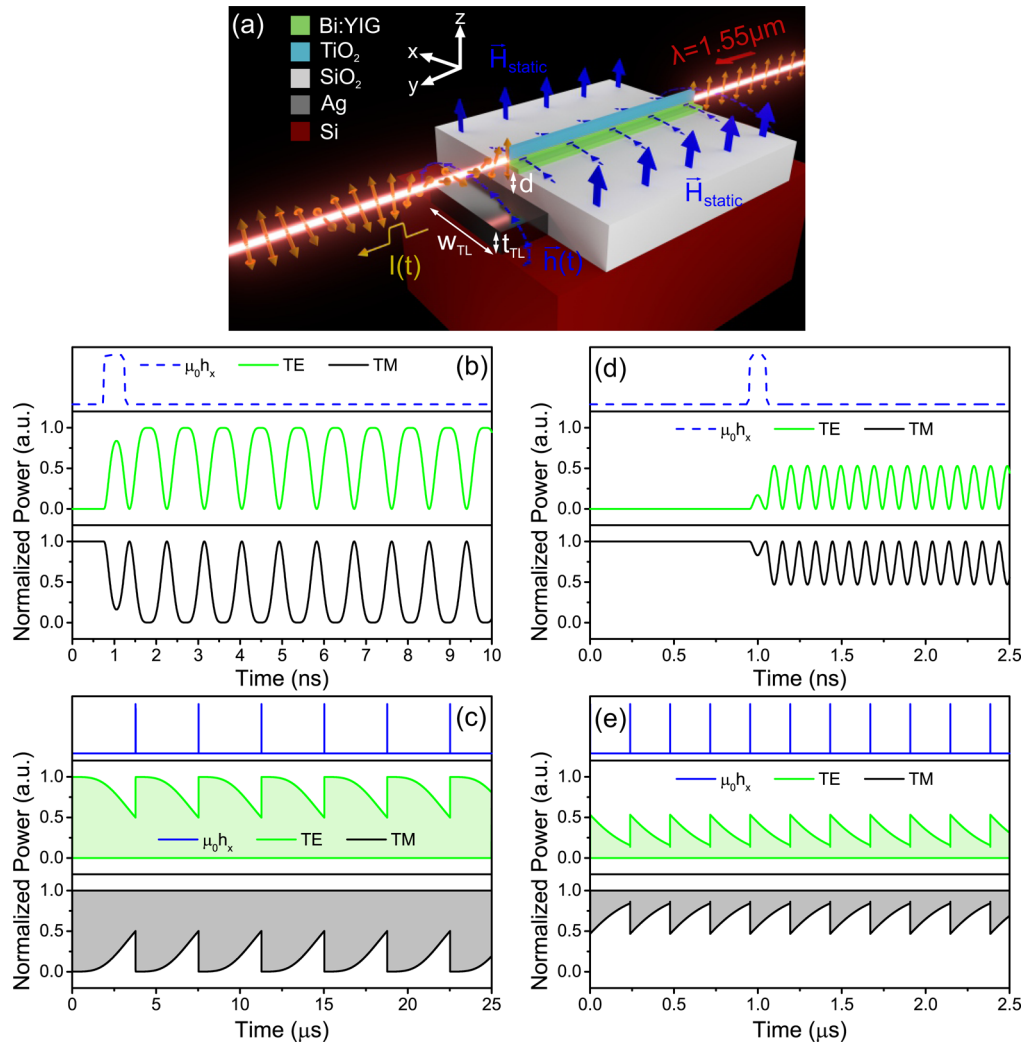 (a)
Bi:YIG
TiO₂
SiO₂
Ag
Si
z
x
y
H⃗static
λ=1.55μm
H⃗static
d
wTL
tTL
I(t)
h⃗(t)
(b)
μ₀hₓ TE TM
Normalized Power (a.u.)
1.0
0.5
0.0
1.0
0.5
0.0
0 1 2 3 4 5 6 7 8 9 10
Time (ns)
(d)
μ₀hₓ TE TM
Normalized Power (a.u.)
1.0
0.5
0.0
1.0
0.5
0.0
0.0 0.5 1.0 1.5 2.0 2.5
Time (ns)
(c)
μ₀hₓ TE TM
Normalized Power (a.u.)
1.0
0.5
0.0
1.0
0.5
0.0
0 5 10 15 20 25
Time (μs)
(e)
μ₀hₓ TE TM
Normalized Power (a.u.)
1.0
0.5
0.0
1.0
0.5
0.0
0.0 0.5 1.0 1.5 2.0 2.5
Time (μs)